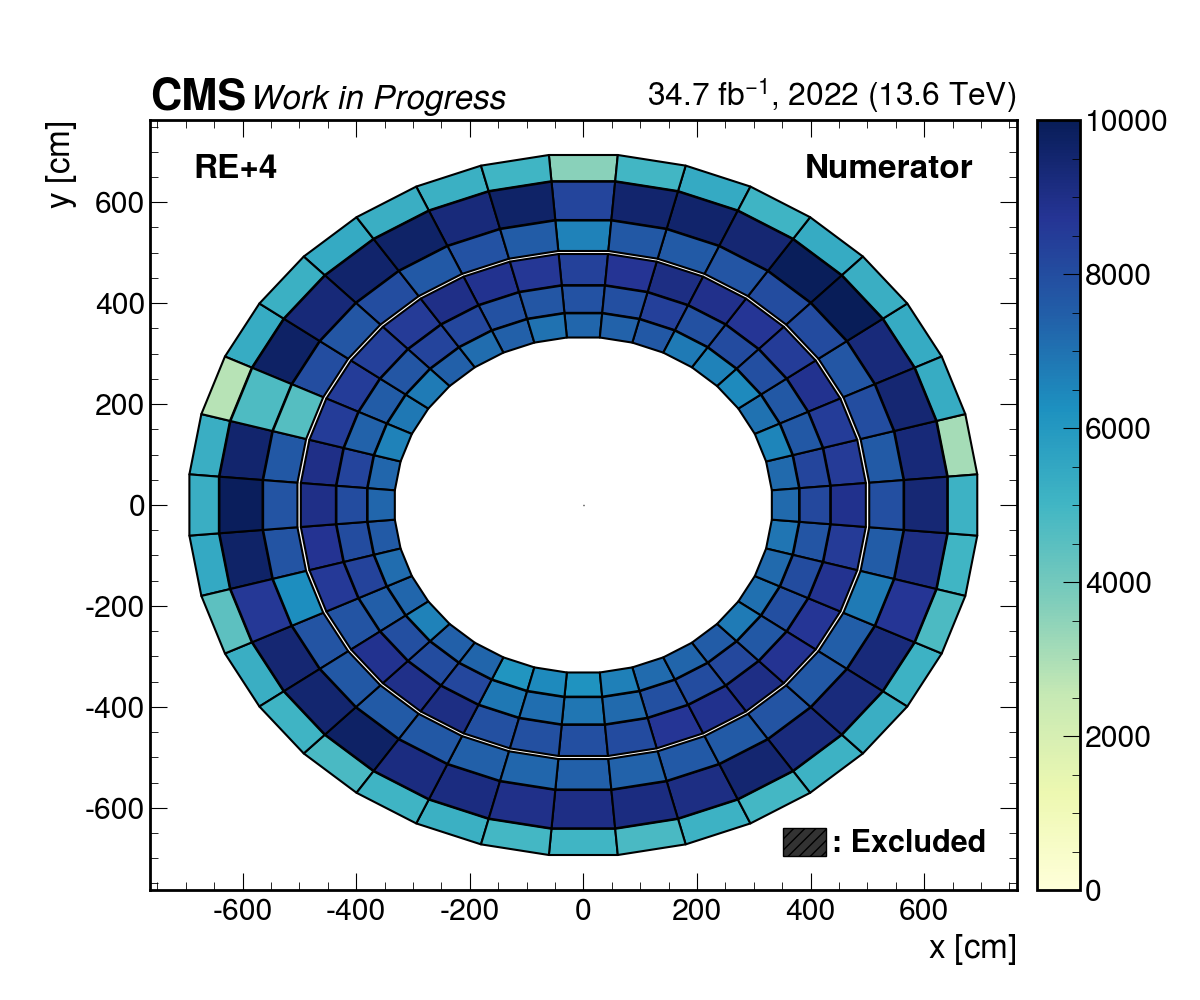 CMS Work in Progress 34.7 fb⁻¹, 2022 (13.6 TeV)
y [cm]
RE+4 Numerator
600
400
200
0
-200
-400
-600
: Excluded
-600 -400 -200 0 200 400 600
x [cm]
10000
8000
6000
4000
2000
0